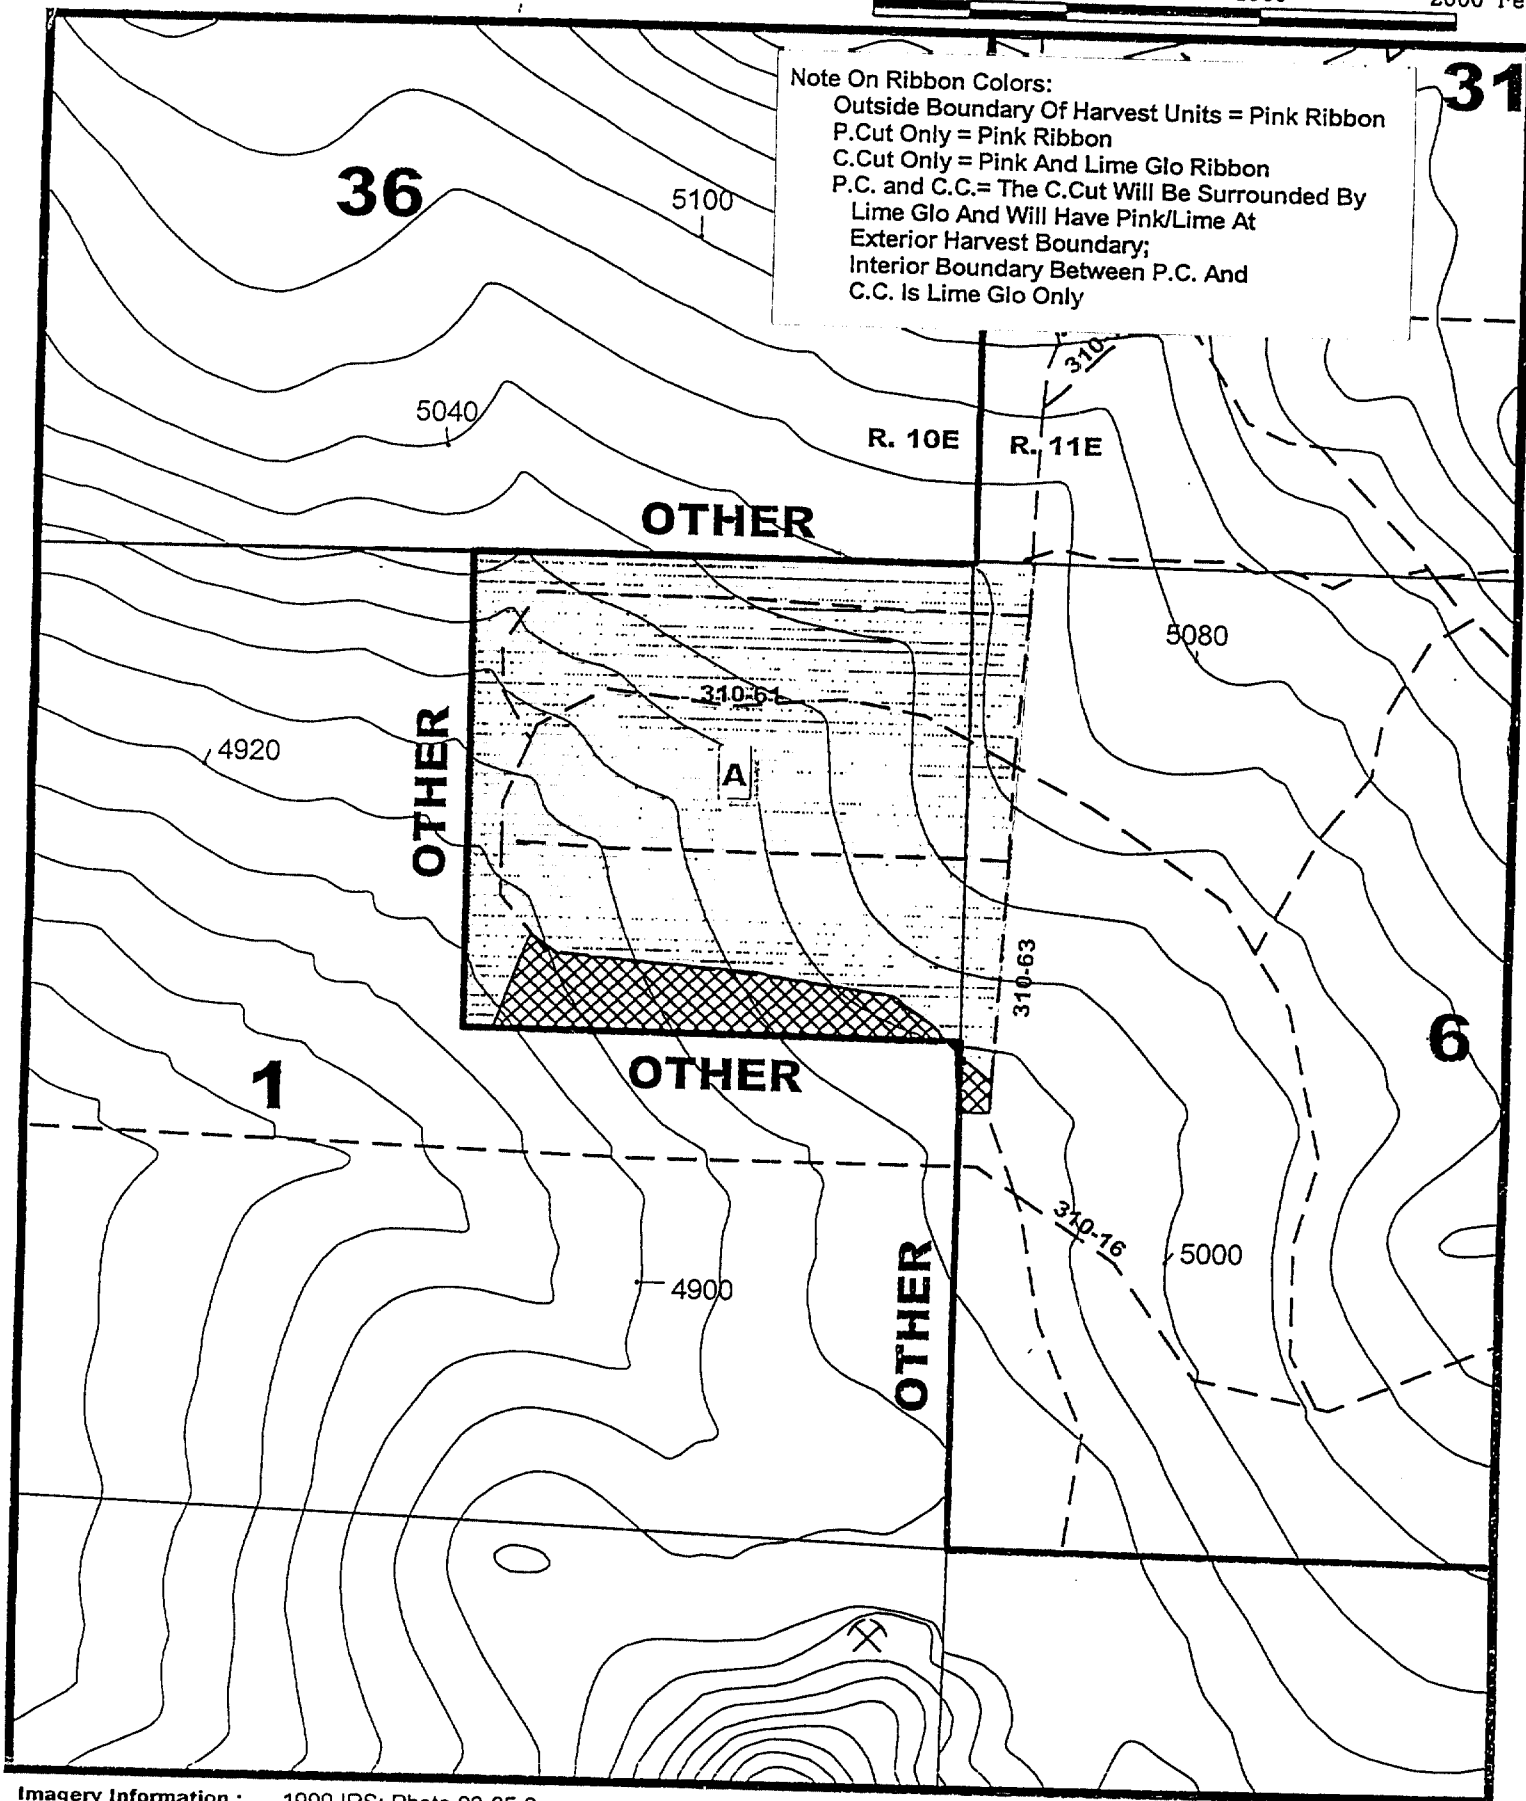 31
Note On Ribbon Colors:
Outside Boundary Of Harvest Units = Pink Ribbon
P.Cut Only = Pink Ribbon
C.Cut Only = Pink And Lime Glo Ribbon
P.C. and C.C.= The C.Cut Will Be Surrounded By
Lime Glo And Will Have Pink/Lime At
Exterior Harvest Boundary;
Interior Boundary Between P.C. And
C.C. Is Lime Glo Only
36
5100
310-
5040
R. 10E
R. 11E
OTHER
5080
310-61
4920
OTHER
A
310-63
6
1
OTHER
310-16
5000
4900
OTHER
Imagery Information :